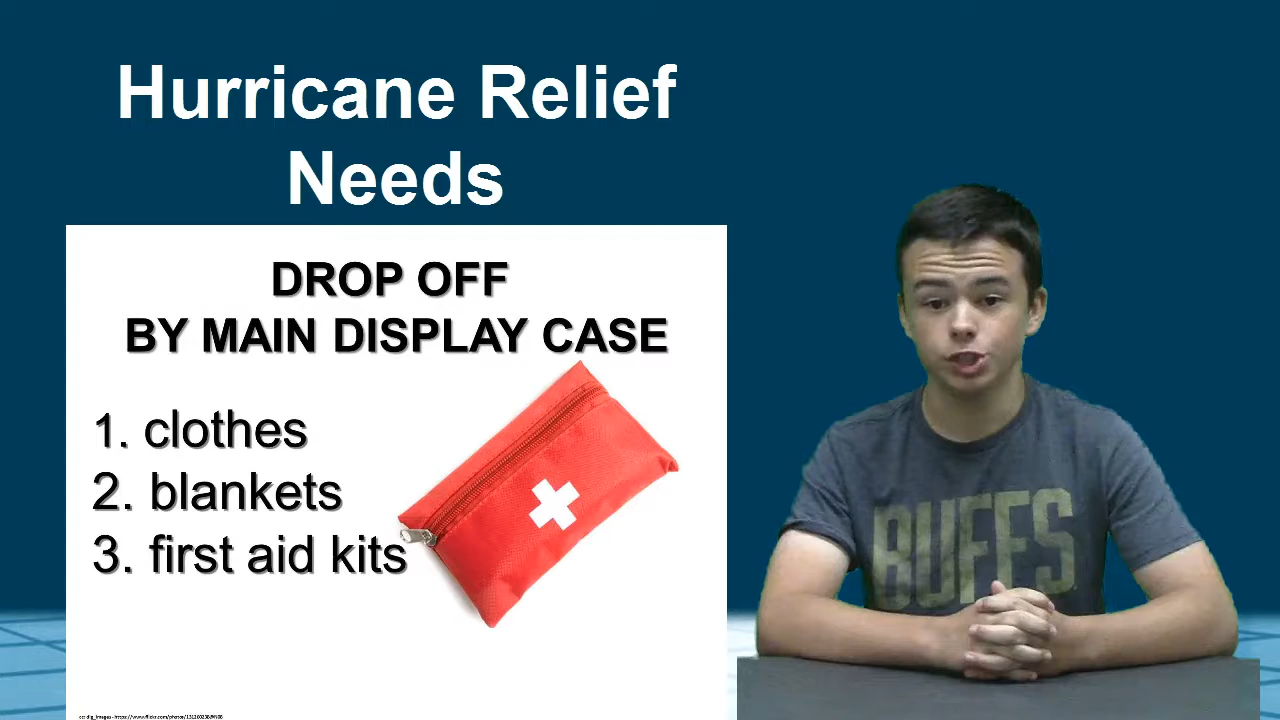 Hurricane Relief
Needs
DROP OFF
BY MAIN DISPLAY CASE
1. clothes
2. blankets
3. first aid kits
BUFFS